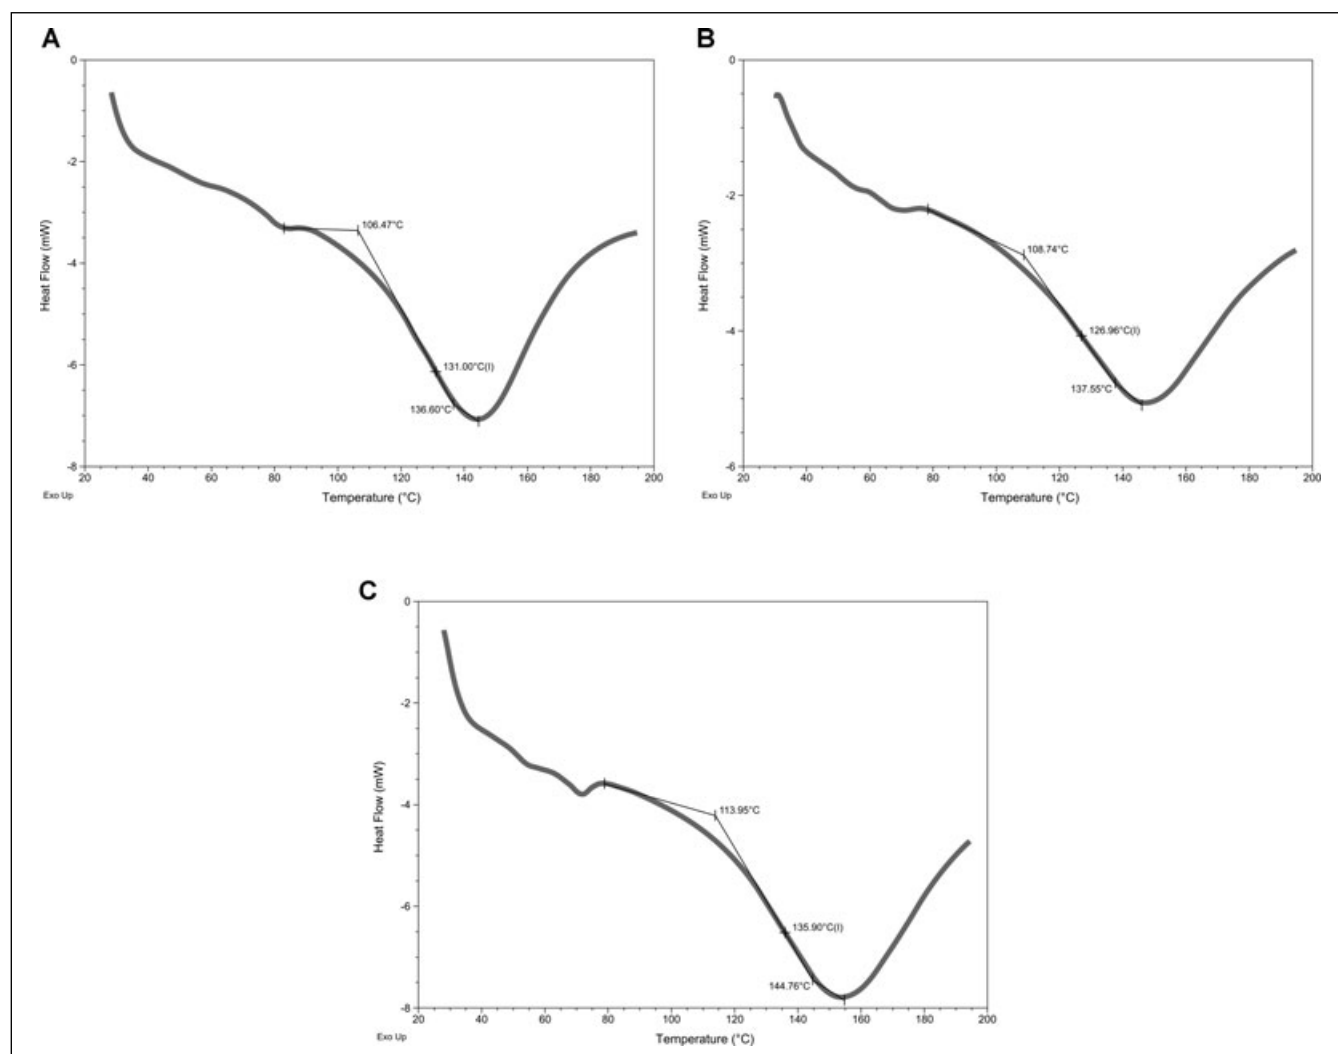 A
0
-2
-4
-6
-8
Heat Flow (mW)
106.47°C
131.00°C(I)
136.60°C
20 40 60 80 100 120 140 160 180 200
Exo Up
Temperature (°C)
B
0
-2
-4
-6
Heat Flow (mW)
108.74°C
126.96°C(I)
137.55°C
20 40 60 80 100 120 140 160 180 200
Exo Up
Temperature (°C)
C
0
-2
-4
-6
-8
Heat Flow (mW)
113.95°C
135.90°C(I)
144.76°C
20 40 60 80 100 120 140 160 180 200
Exo Up
Temperature (°C)